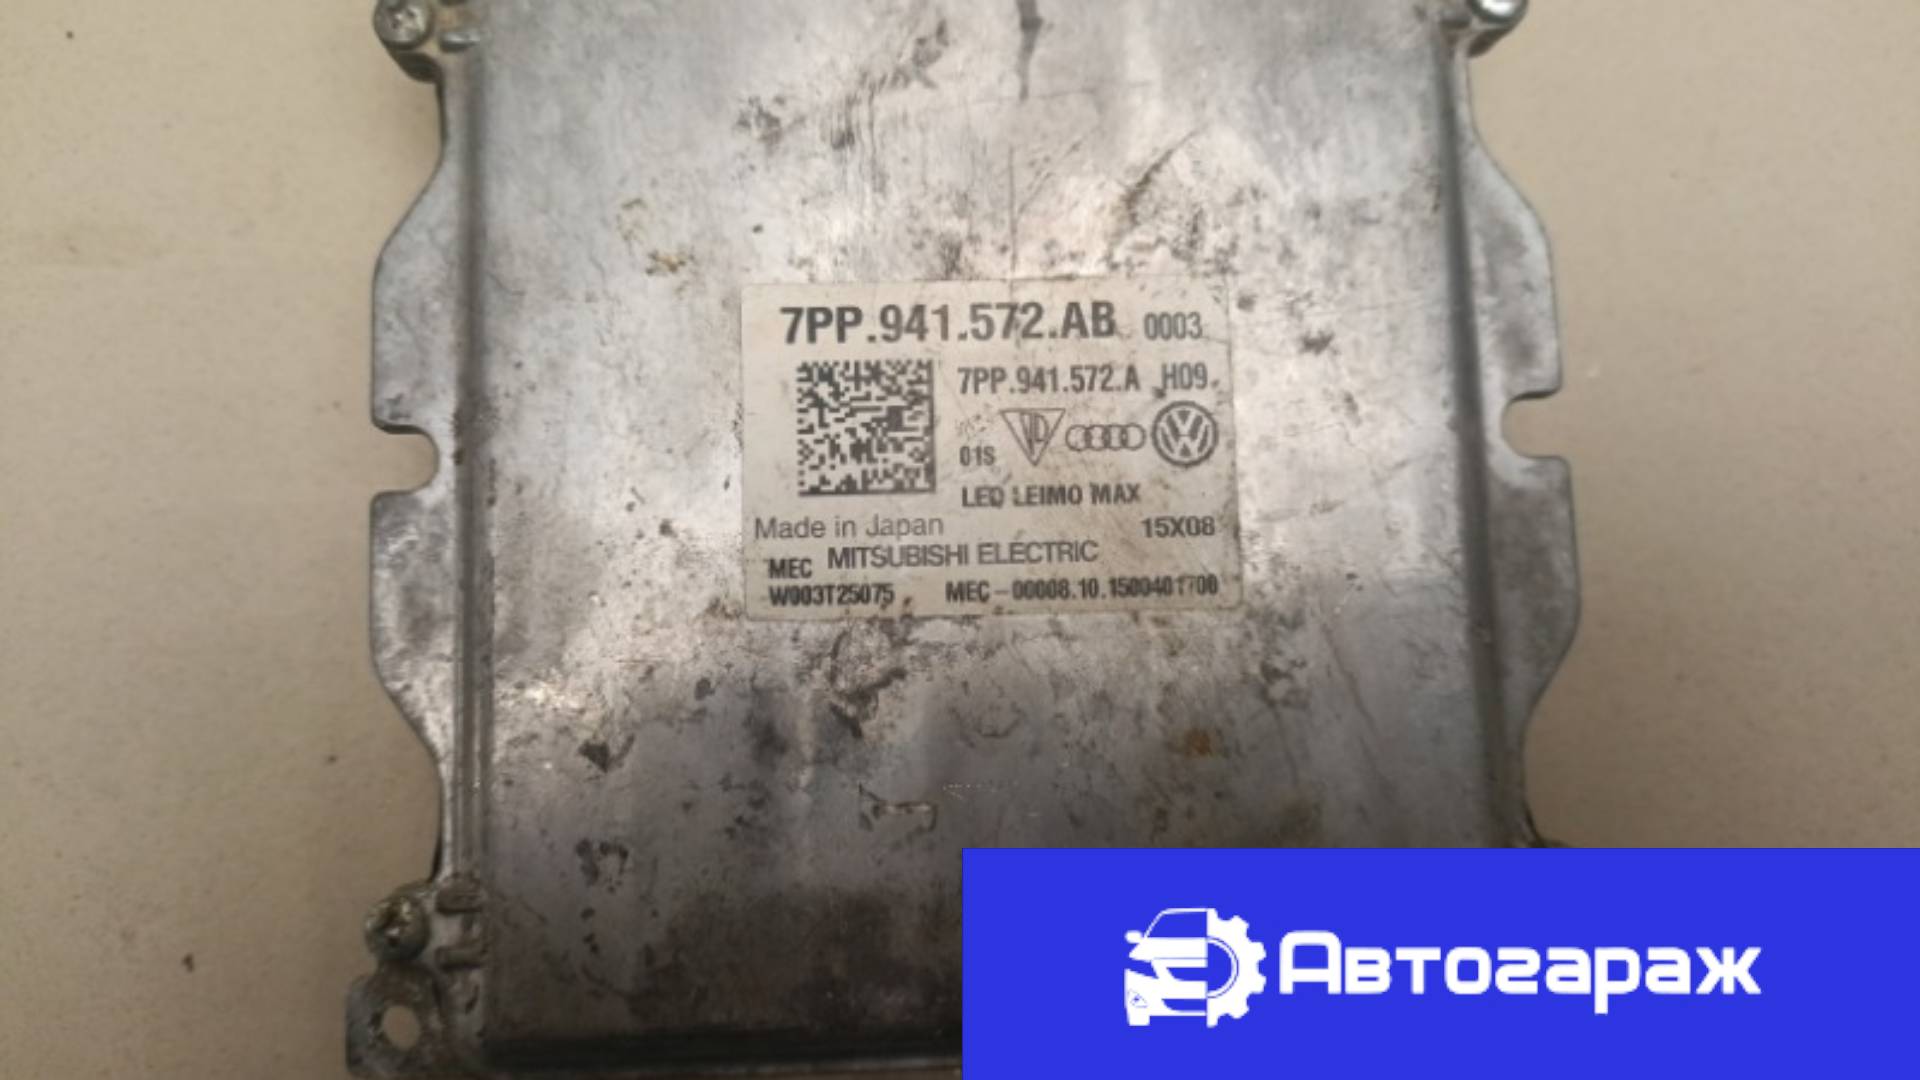 7PP.941.572.AB 0003
7PP.941.572.A H09
01S
LED LEIMO MAX
Made in Japan 15X08
MEC MITSUBISHI ELECTRIC
W003T25075 MEC-00008.10.1500401700
Автогараж